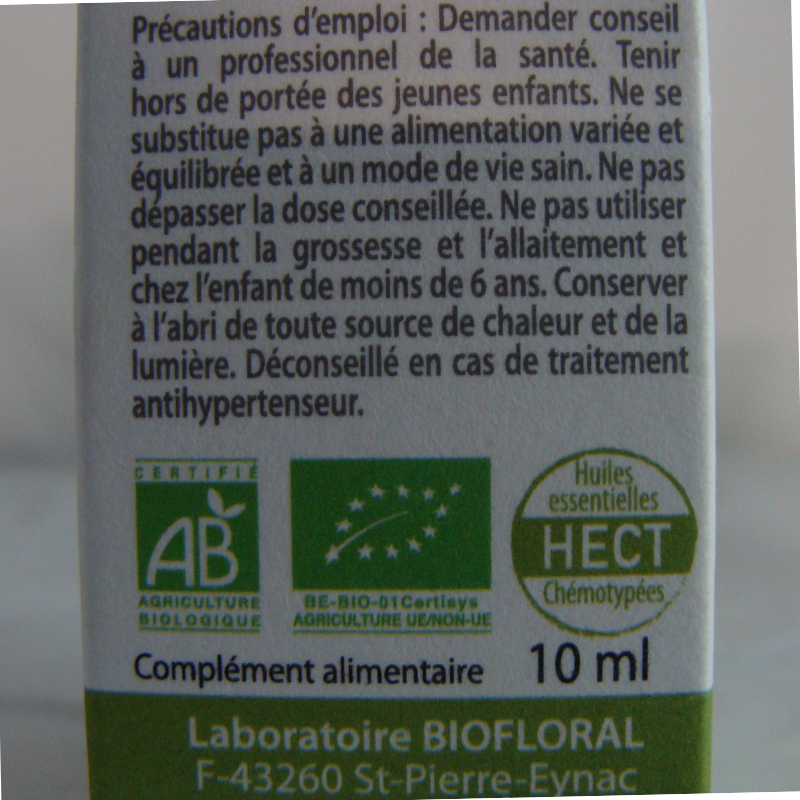 Précautions d'emploi : Demander conseil
à un professionnel de la santé. Tenir
hors de portée des jeunes enfants. Ne se
substitue pas à une alimentation variée et
équilibrée et à un mode de vie sain. Ne pas
dépasser la dose conseillée. Ne pas utiliser
pendant la grossesse et l'allaitement et
chez l'enfant de moins de 6 ans. Conserver
à l'abri de toute source de chaleur et de la
lumière. Déconseillé en cas de traitement
antihypertenseur.
CERTIFIÉ
AB
AGRICULTURE
BIOLOGIQUE
BE-BIO-01 Certisys
AGRICULTURE UE/NON-UE
Huiles
essentielles
HECT
Chémotypées
Complément alimentaire 10 ml
Laboratoire BIOFLORAL
F-43260 St-Pierre-Eynac